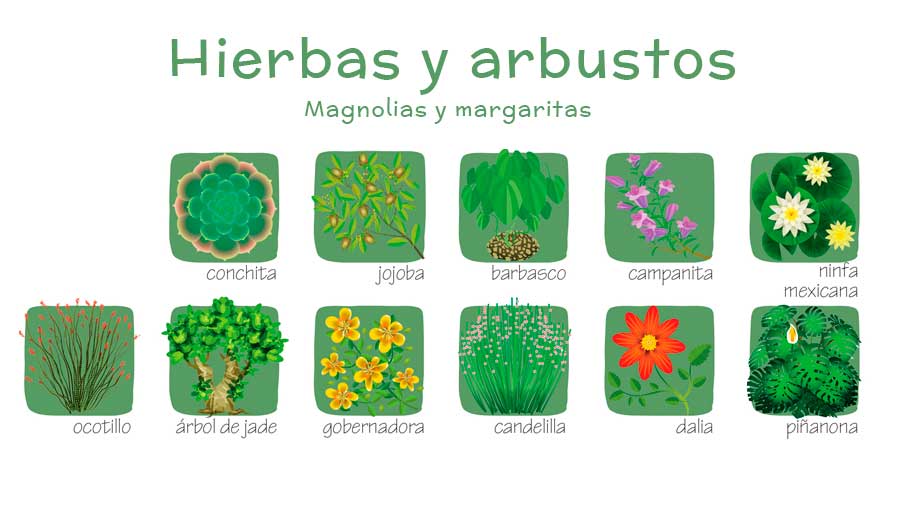 Hierbas y arbustos
Magnolias y margaritas
conchita
jojoba
barbasco
campanita
ninfa
mexicana
ocotillo
árbol de jade
gobernadora
candelilla
dalia
piñanona